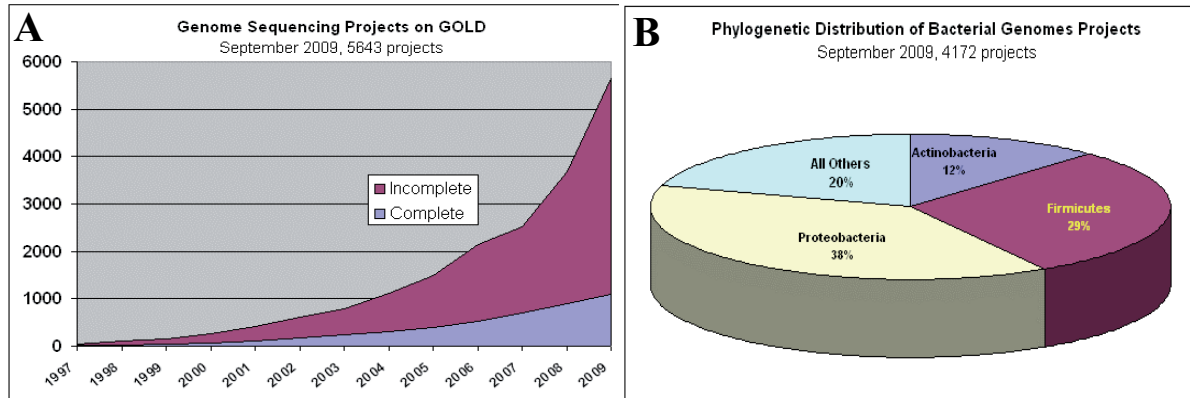 A
Genome Sequencing Projects on GOLD
September 2009, 5643 projects
6000
5000
4000
3000
2000
1000
0
Incomplete
Complete
1997
1998
1999
2000
2001
2002
2003
2004
2005
2006
2007
2008
2009
B
Phylogenetic Distribution of Bacterial Genomes Projects
September 2009, 4172 projects
All Others
20%
Actinobacteria
12%
Firmicutes
29%
Proteobacteria
38%